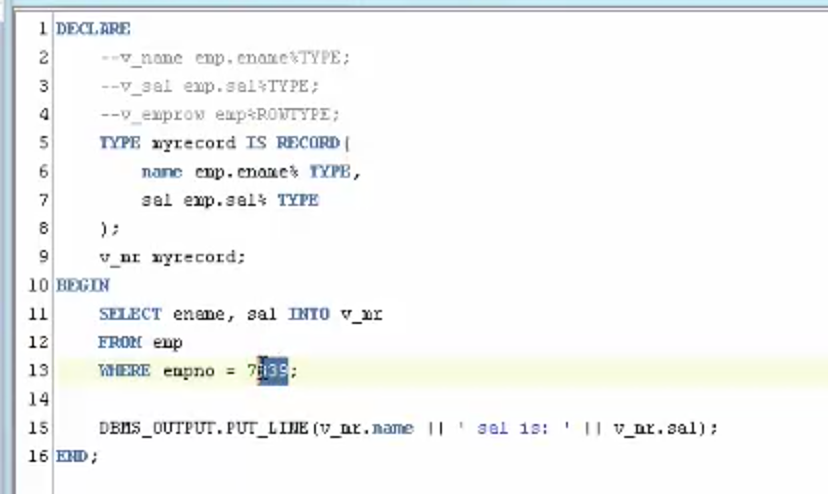 1 DECLARE
2 --v_name emp.ename%TYPE;
3 --v_sal emp.sal%TYPE;
4 --v_emprow emp%ROWTYPE;
5 TYPE myrecord IS RECORD(
6 name emp.ename% TYPE,
7 sal emp.sal% TYPE
8 );
9 v_mr myrecord;
10 BEGIN
11 SELECT ename, sal INTO v_mr
12 FROM emp
13 WHERE empno =
14
15 DBMS_OUTPUT.PUT_LINE(v_mr.name || ' sal is: ' || v_mr.sal);
16 END;